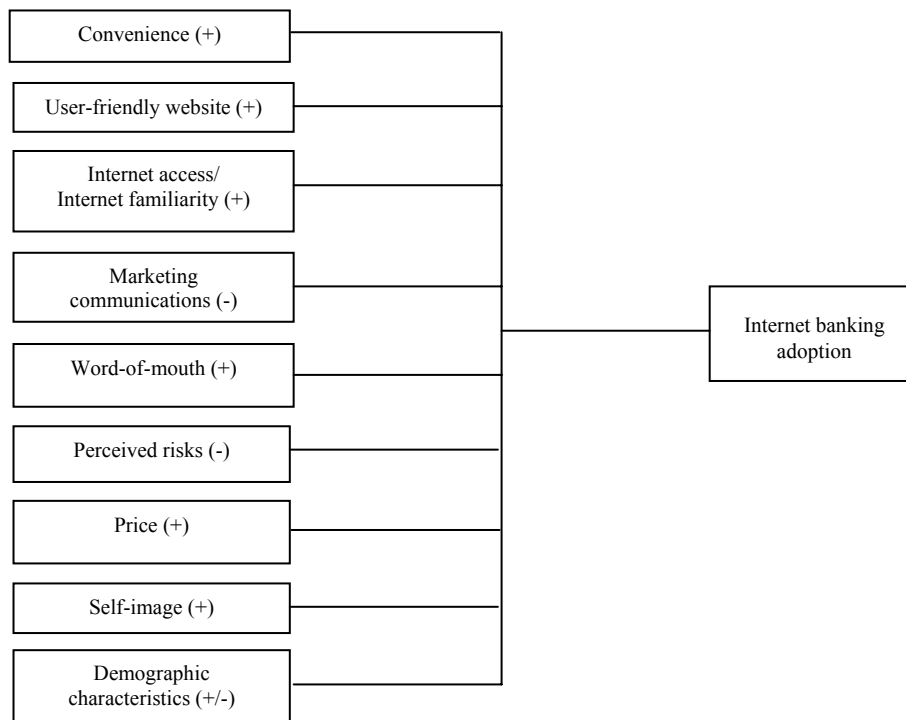 Convenience (+)
User-friendly website (+)
Internet access/
Internet familiarity (+)
Marketing
communications (-)
Word-of-mouth (+)
Perceived risks (-)
Price (+)
Self-image (+)
Demographic
characteristics (+/-)
Internet banking
adoption